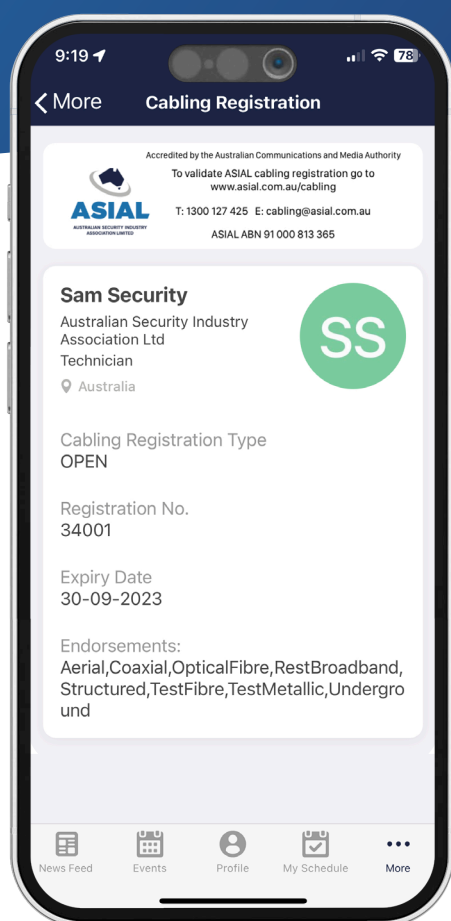 9:19
78
More
Cabling Registration
Accredited by the Australian Communications and Media Authority
To validate ASIAL cabling registration go to
www.asial.com.au/cabling
T: 1300 127 425 E: cabling@asial.com.au
ASIAL ABN 91 000 813 365
ASIAL
AUSTRALIAN SECURITY INDUSTRY
ASSOCIATION LIMITED
Sam Security
Australian Security Industry
Association Ltd
Technician
Australia
SS
Cabling Registration Type
OPEN
Registration No.
34001
Expiry Date
30-09-2023
Endorsements:
Aerial,Coaxial,OpticalFibre,RestBroadband,
Structured,TestFibre,TestMetallic,Undergro
und
News Feed
Events
Profile
My Schedule
More